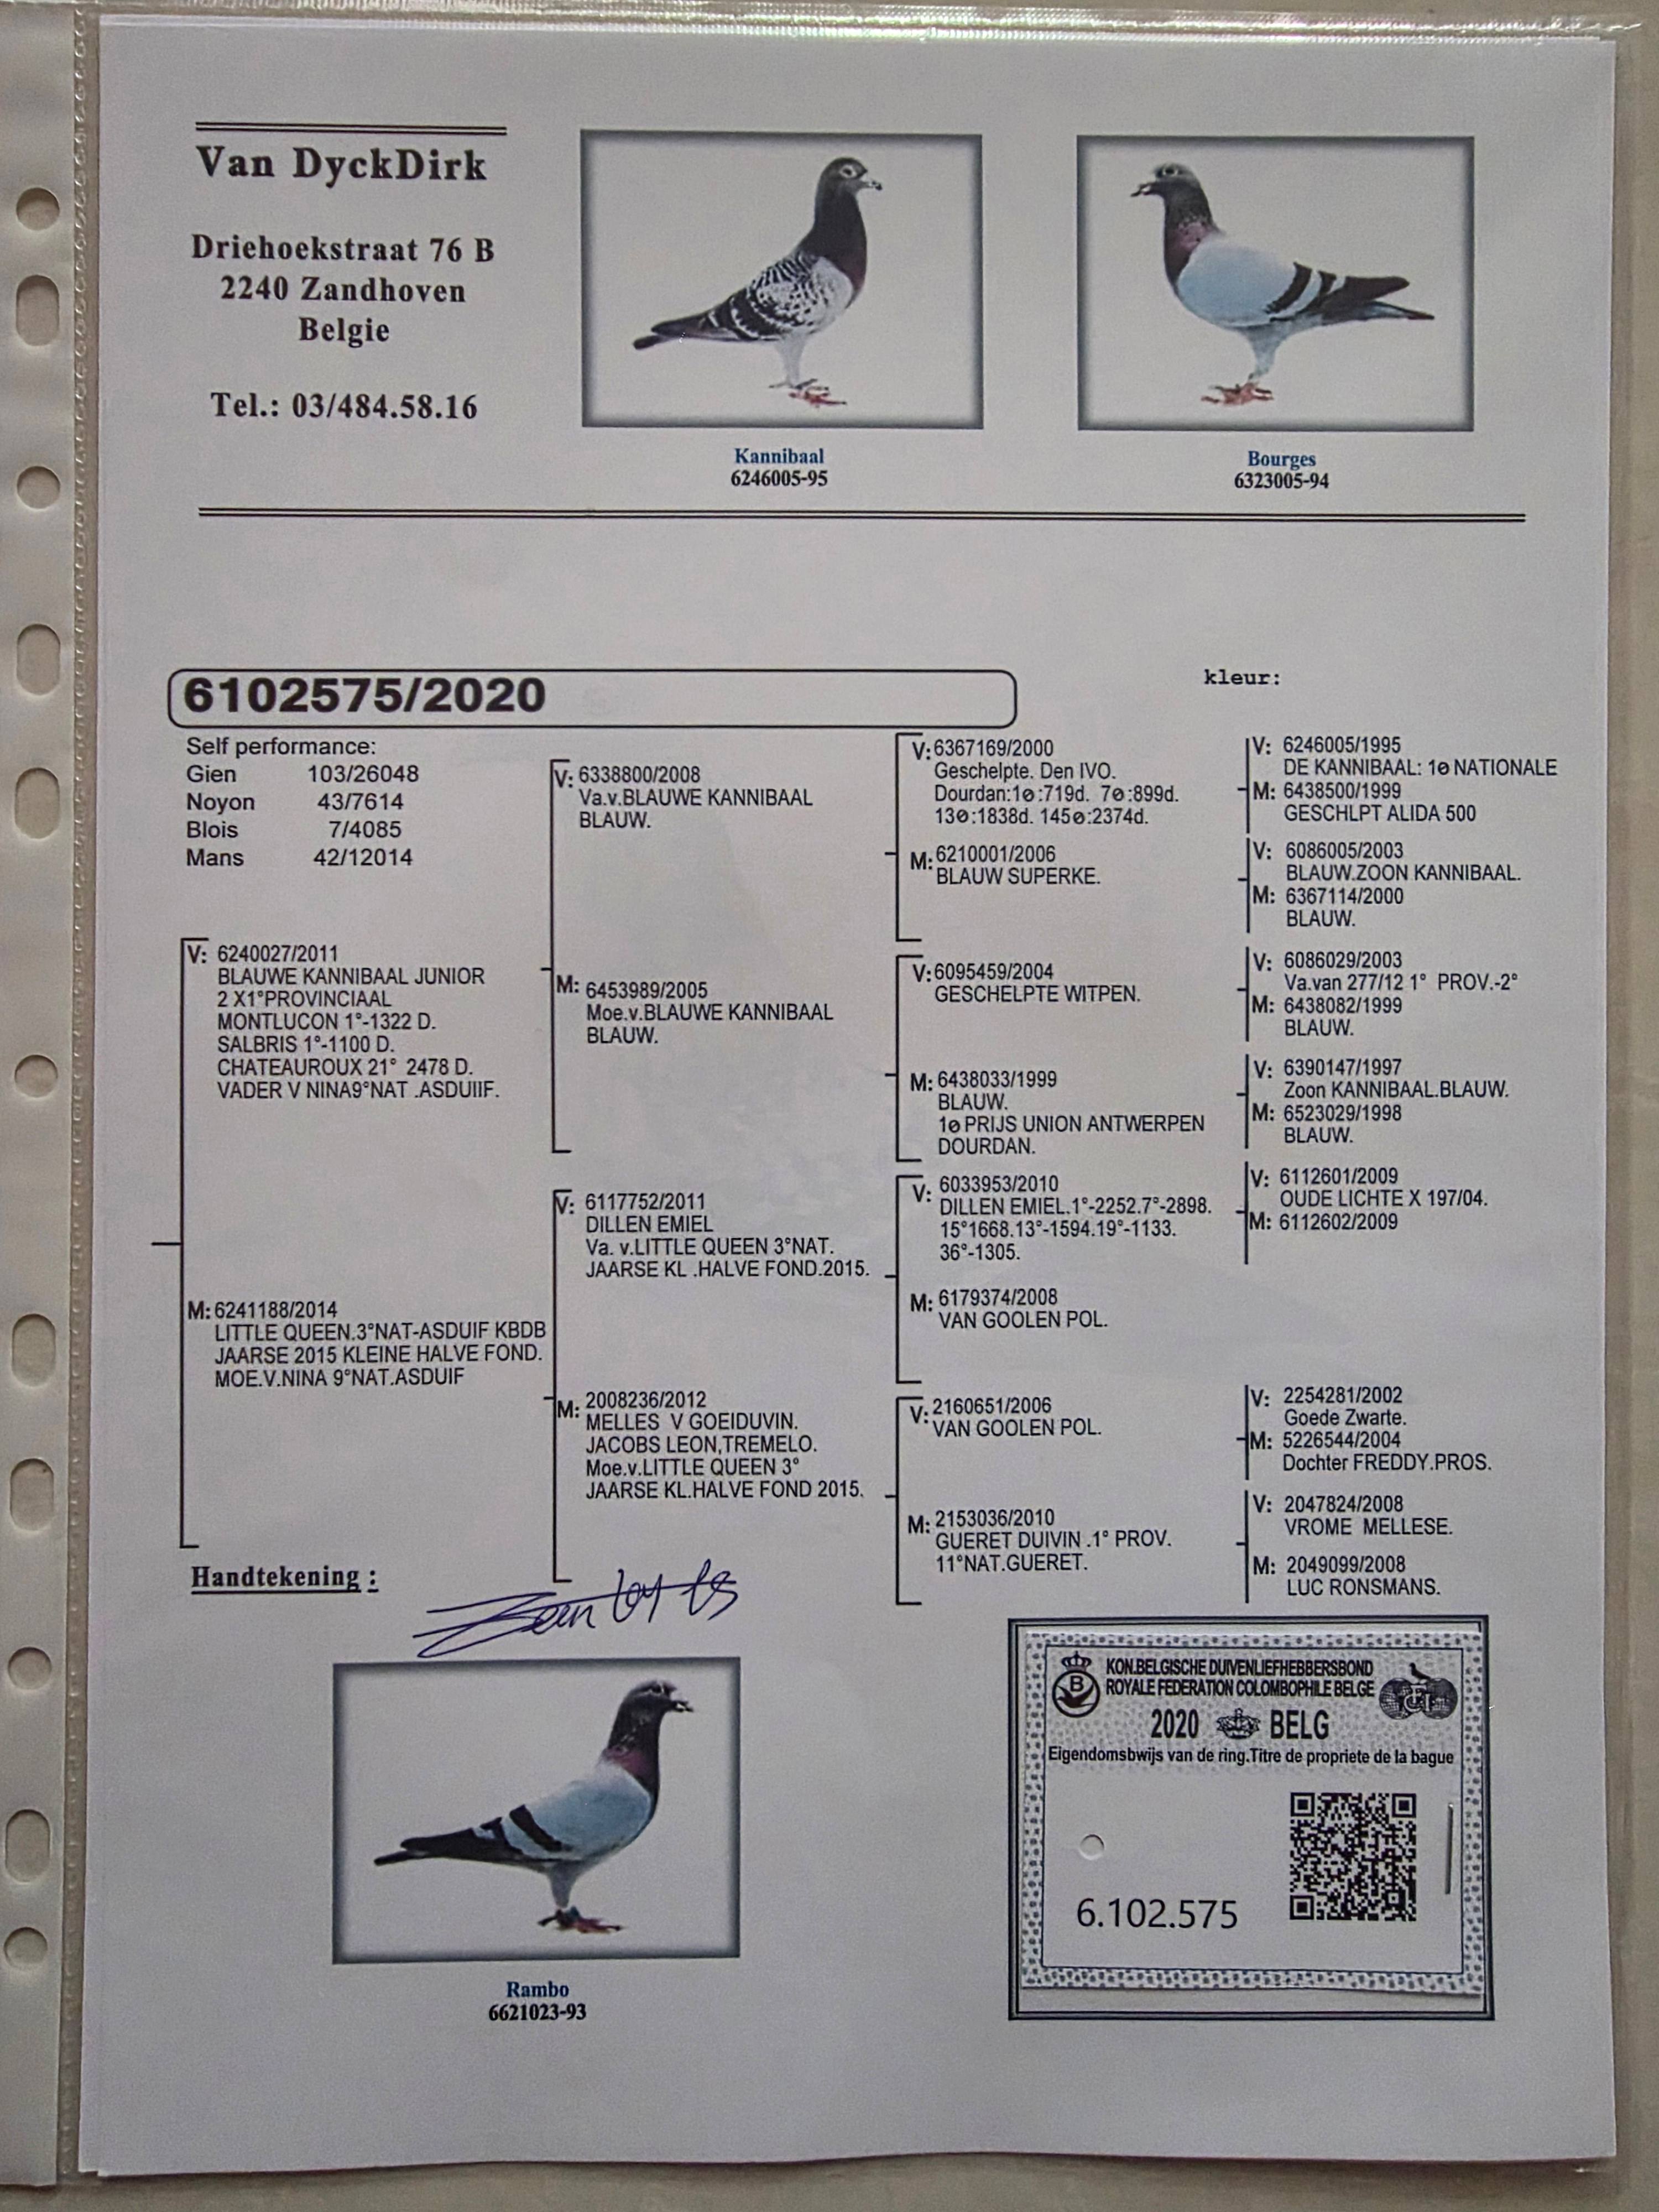 Van DyckDirk
Driehoekstraat 76 B
2240 Zandhoven
Belgie
Tel.: 03/484.58.16
Kannibaal
6246005-95
Bourges
6323005-94
kleur:
6102575/2020
Self performance:
Gien 103/26048
Noyon 43/7614
Blois 7/4085
Mans 42/12014
V: 6240027/2011
BLAUWE KANNIBAAL JUNIOR
2 X1°PROVINCIAAL
MONTLUCON 1°-1322 D.
SALBRIS 1°-1100 D.
CHATEAUROUX 21° 2478 D.
VADER V NINA9°NAT .ASDUIIF.
M: 6241188/2014
LITTLE QUEEN.3°NAT-ASDUIF KBDB
JAARSE 2015 KLEINE HALVE FOND.
MOE.V.NINA 9°NAT.ASDUIF
V: 6338800/2008
Va.v.BLAUWE KANNIBAAL
BLAUW.
M: 6453989/2005
Moe.v.BLAUWE KANNIBAAL
BLAUW.
V: 6117752/2011
DILLEN EMIEL
Va. v.LITTLE QUEEN 3°NAT.
JAARSE KL .HALVE FOND.2015.
M: 2008236/2012
MELLES V GOEIDUVIN.
JACOBS LEON,TREMELO.
Moe.v.LITTLE QUEEN 3°
JAARSE KL.HALVE FOND 2015.
V: 6367169/2000
Geschelpte. Den IVO.
Dourdan:1ø:719d. 7ø:899d.
13ø:1838d. 145ø:2374d.
M: 6210001/2006
BLAUW SUPERKE.
V: 6095459/2004
GESCHELPTE WITPEN.
M: 6438033/1999
BLAUW.
1ø PRIJS UNION ANTWERPEN
DOURDAN.
V: 6033953/2010
DILLEN EMIEL.1°-2252.7°-2898.
15°1668.13°-1594.19°-1133.
36°-1305.
M: 6179374/2008
VAN GOOLEN POL.
V: 2160651/2006
VAN GOOLEN POL.
M: 2153036/2010
GUERET DUIVIN .1° PROV.
11°NAT.GUERET.
V: 6246005/1995
DE KANNIBAAL: 1ø NATIONALE
M: 6438500/1999
GESCHLPT ALIDA 500
V: 6086005/2003
BLAUW.ZOON KANNIBAAL.
M: 6367114/2000
BLAUW.
V: 6086029/2003
Va.van 277/12 1° PROV.-2°
M: 6438082/1999
BLAUW.
V: 6390147/1997
Zoon KANNIBAAL.BLAUW.
M: 6523029/1998
BLAUW.
V: 6112601/2009
OUDE LICHTE X 197/04.
M: 6112602/2009
V: 2254281/2002
Goede Zwarte.
M: 5226544/2004
Dochter FREDDY.PROS.
V: 2047824/2008
VROME MELLESE.
M: 2049099/2008
LUC RONSMANS.
Handtekening :
Rambo
6621023-93
KON.BELGISCHE DUIVENLIEFHEBBERSBOND
ROYALE FEDERATION COLOMBOPHILE BELGE
2020 BELG
Eigendomsbwijs van de ring.Titre de propriete de la bague
6.102.575